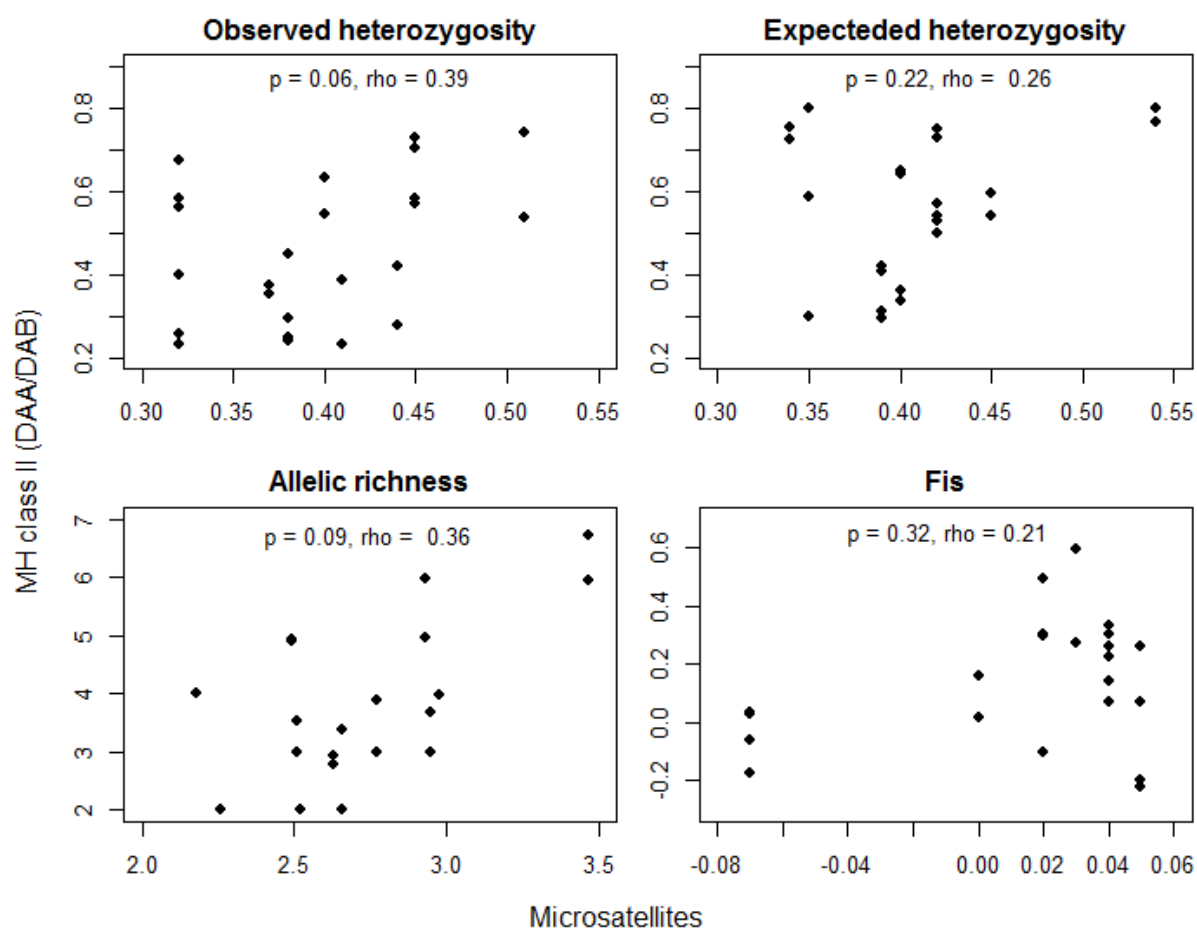 Observed heterozygosity
p = 0.06, rho = 0.39
0.2 0.4 0.6 0.8
0.30 0.35 0.40 0.45 0.50 0.55
Expecteded heterozygosity
p = 0.22, rho = 0.26
0.2 0.4 0.6 0.8
0.30 0.35 0.40 0.45 0.50 0.55
MH class II (DAA/DAB)
Allelic richness
p = 0.09, rho = 0.36
2 3 4 5 6 7
2.0 2.5 3.0 3.5
Fis
p = 0.32, rho = 0.21
-0.2 0.0 0.2 0.4 0.6
-0.08 -0.04 0.00 0.02 0.04 0.06
Microsatellites